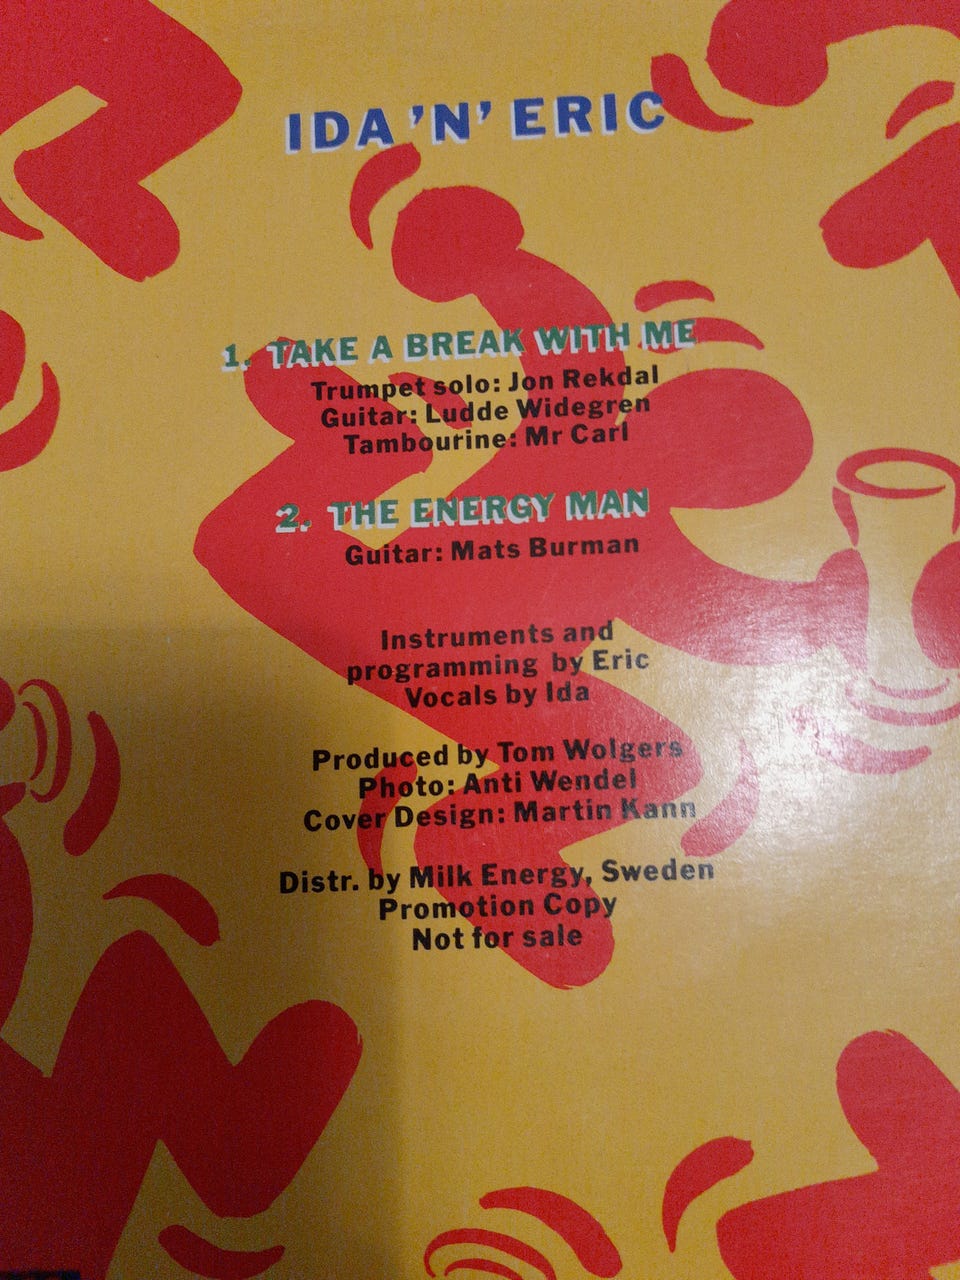 IDA 'N' ERIC
1. TAKE A BREAK WITH ME
Trumpet solo: Jon Rekdal
Guitar: Ludde Widegren
Tambourine: Mr Carl
2. THE ENERGY MAN
Guitar: Mats Burman
Instruments and
programming by Eric
Vocals by Ida
Produced by Tom Wolgers
Photo: Anti Wendel
Cover Design: Martin Kann
Distr. by Milk Energy, Sweden
Promotion Copy
Not for sale